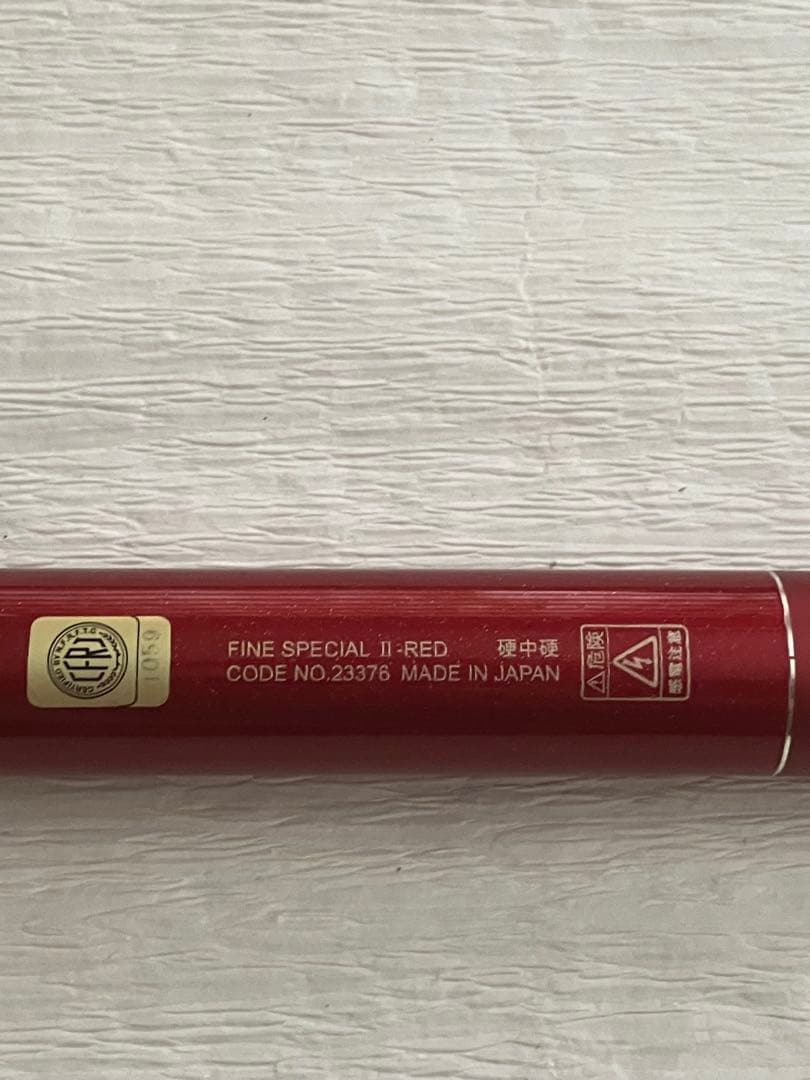 CFRJ
1059
FINE SPECIAL Ⅱ-RED 硬中硬
CODE NO.23376 MADE IN JAPAN
危険
感電注意